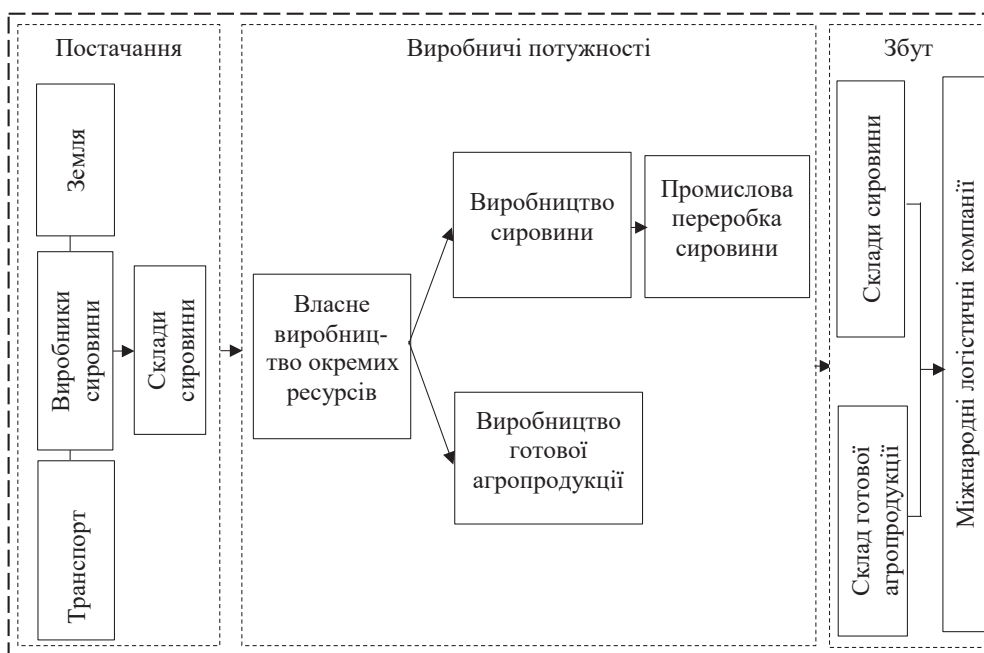 Постачання
Земля
Виробники
сировини
Транспорт
Склади
сировини
Виробничі потужності
Власне
виробниц-
тво окремих
ресурсів
Виробництво
сировини
Промислова
переробка
сировини
Виробництво
готової
агропродукції
Збут
Склади сировини
Склад готової
агропродукції
Міжнародні логістичні компанії